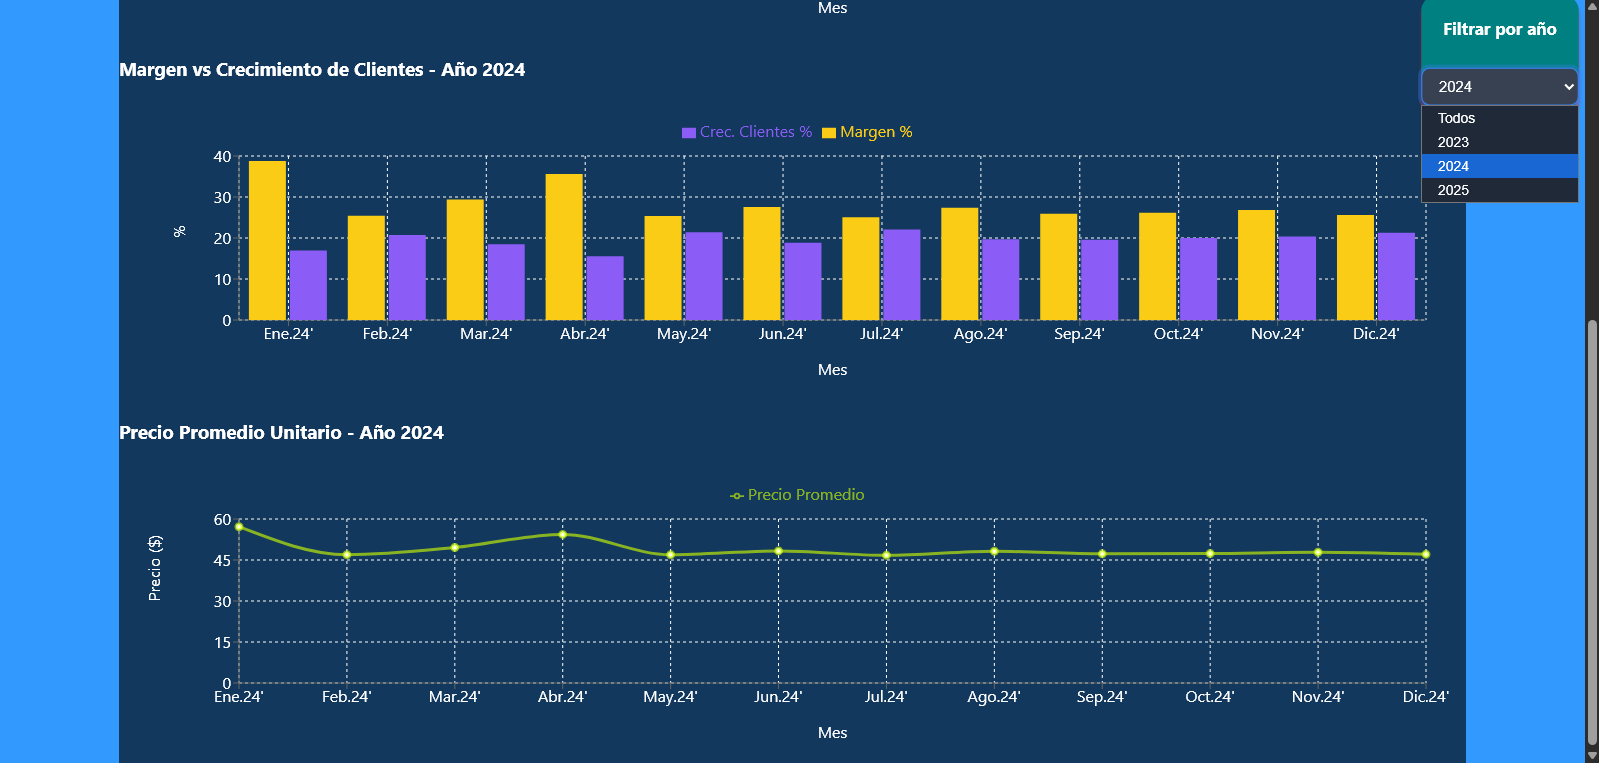 Mes
Filtrar por año
2024
Todos
2023
2024
2025
Margen vs Crecimiento de Clientes - Año 2024
Crec. Clientes % Margen %
40
30
20
10
0
%
Ene.24' Feb.24' Mar.24' Abr.24' May.24' Jun.24' Jul.24' Ago.24' Sep.24' Oct.24' Nov.24' Dic.24'
Mes
Precio Promedio Unitario - Año 2024
Precio Promedio
60
45
30
15
0
Precio ($)
Ene.24' Feb.24' Mar.24' Abr.24' May.24' Jun.24' Jul.24' Ago.24' Sep.24' Oct.24' Nov.24' Dic.24'
Mes